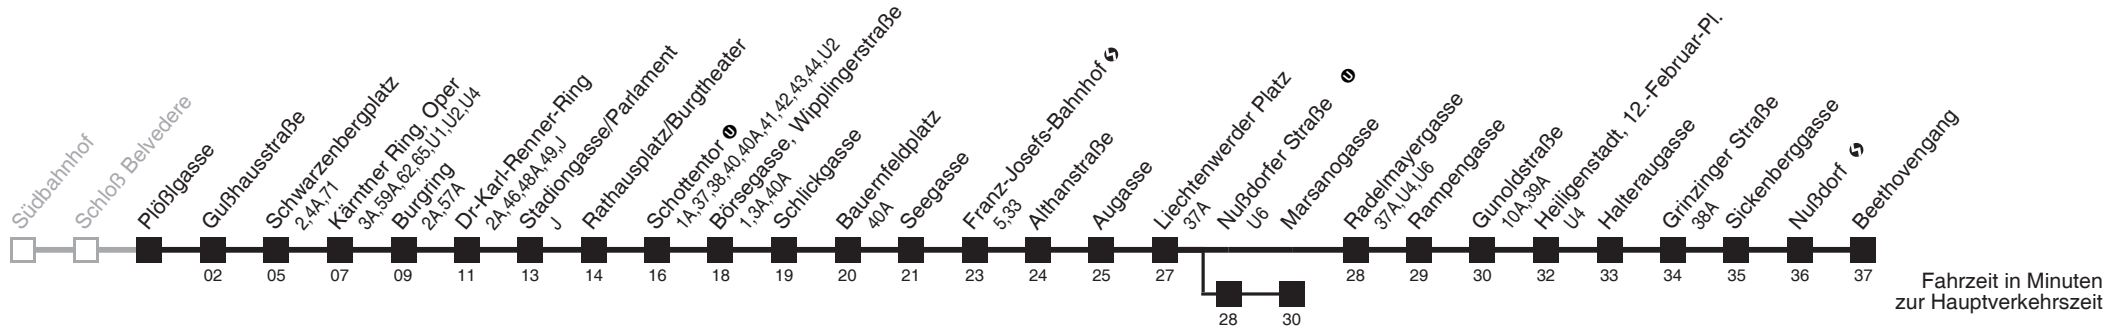 Südbahnhof
Schloß Belvedere
Plößlgasse
Gußhausstraße
Schwarzenbergplatz
2,4A,71
Kärntner Ring, Oper
3A,59A,62,65,U1,U2,U4
Burgring
2A,57A
Dr-Karl-Renner-Ring
2A,46,48A,49,J
Stadiongasse/Parlament
J
Rathausplatz/Burgtheater
Schottentor U
1A,37,38,40,40A,41,42,43,44,U2
Börsegasse, Wipplingerstraße
1,3A,40A
Schlickgasse
Bauernfeldplatz
40A
Seegasse
Franz-Josefs-Bahnhof
5,33
Althanstraße
Augasse
Liechtenwerder Platz
37A
Nußdorfer Straße U
U6
Marsanogasse
Radelmayergasse
37A,U4,U6
Rampengasse
Gunoldstraße
10A,39A
Heiligenstadt, 12.-Februar-Pl.
U4
Halteraugasse
Grinzinger Straße
38A
Sickenberggasse
Nußdorf
Beethovengang
02 05 07 09 11 13 14 16 18 19 20 21 23 24 25 27 28 29 30 32 33 34 35 36 37
28 30
Fahrzeit in Minuten
zur Hauptverkehrszeit